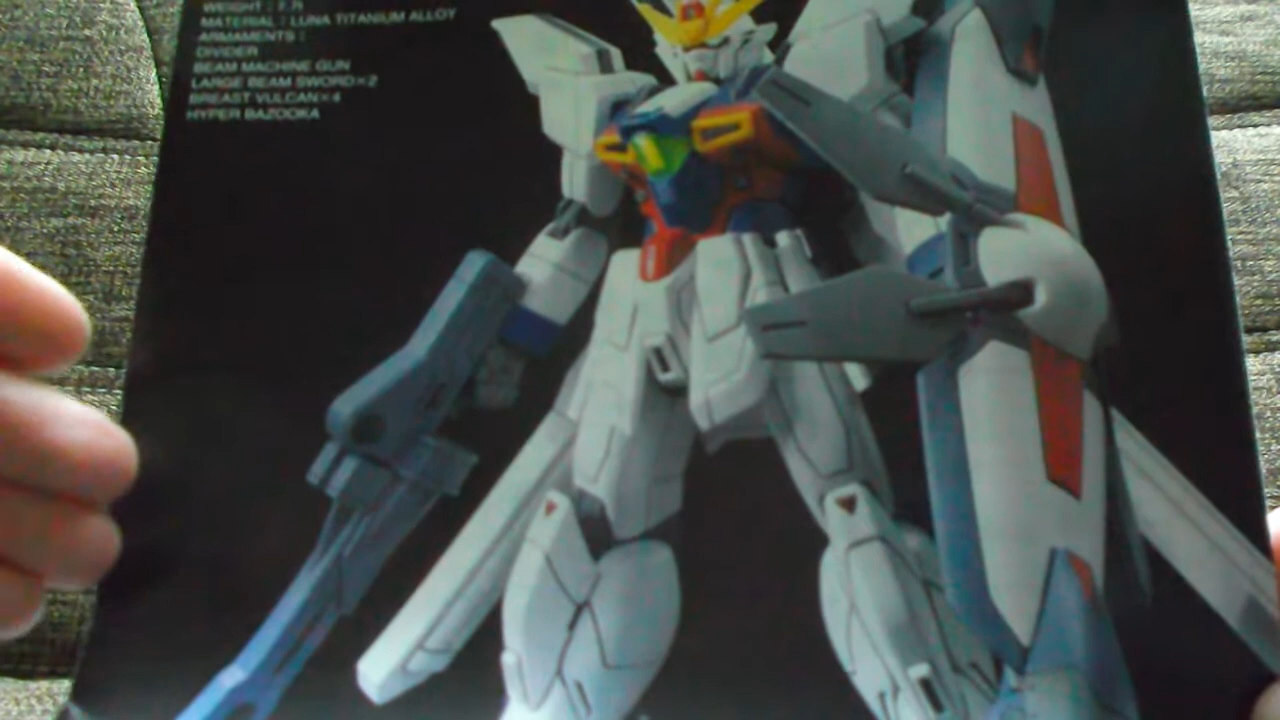 WEIGHT : 7.7t
MATERIAL : LUNA TITANIUM ALLOY
ARMAMENTS :
DIVIDER
BEAM MACHINE GUN
LARGE BEAM SWORD×2
BREAST VULCAN×4
HYPER BAZOOKA